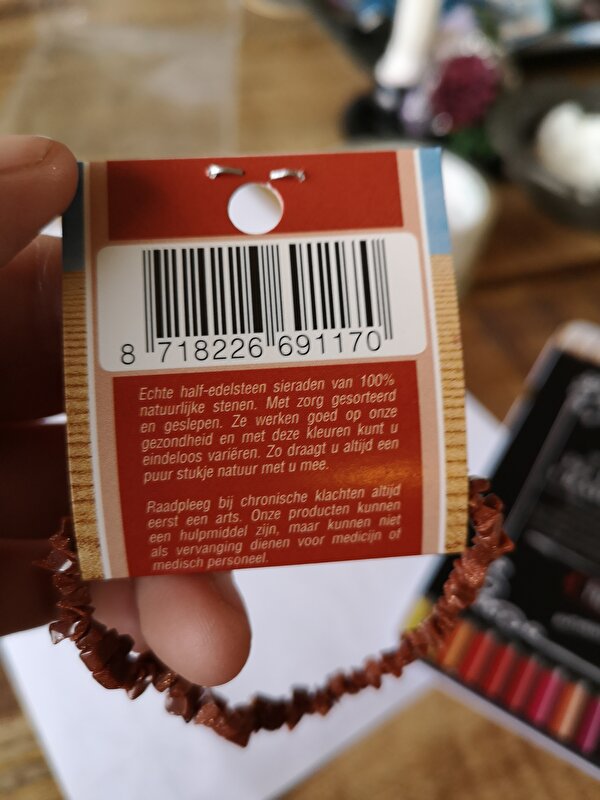 8 718226 691170
Echte half-edelsteen sieraden van 100%
natuurlijke stenen. Met zorg gesorteerd
en geslepen. Ze werken goed op onze
gezondheid en met deze kleuren kunt u
eindeloos variëren. Zo draagt u altijd een
puur stukje natuur met u mee.
Raadpleeg bij chronische klachten altijd
eerst een arts. Onze producten kunnen
een hulpmiddel zijn, maar kunnen niet
als vervanging dienen voor medicijn of
medisch personeel.